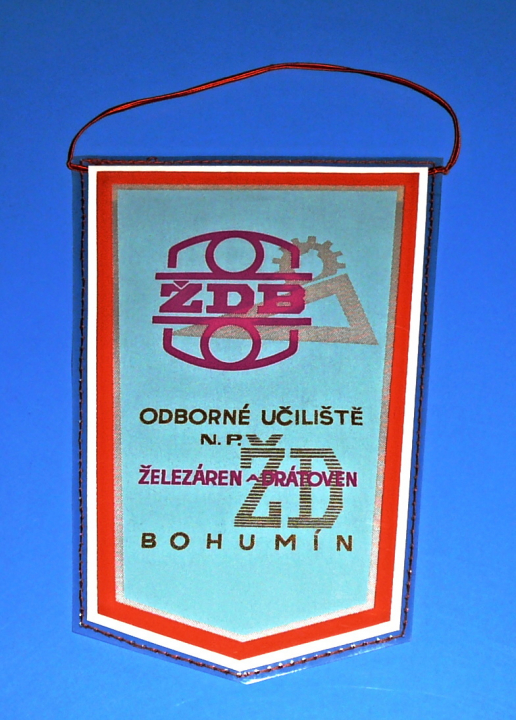 ŽDB
ODBORNÉ UČILIŠTĚ
N. P.
ŽD
ŽELEZÁREN A DRÁTOVEN
BOHUMÍN